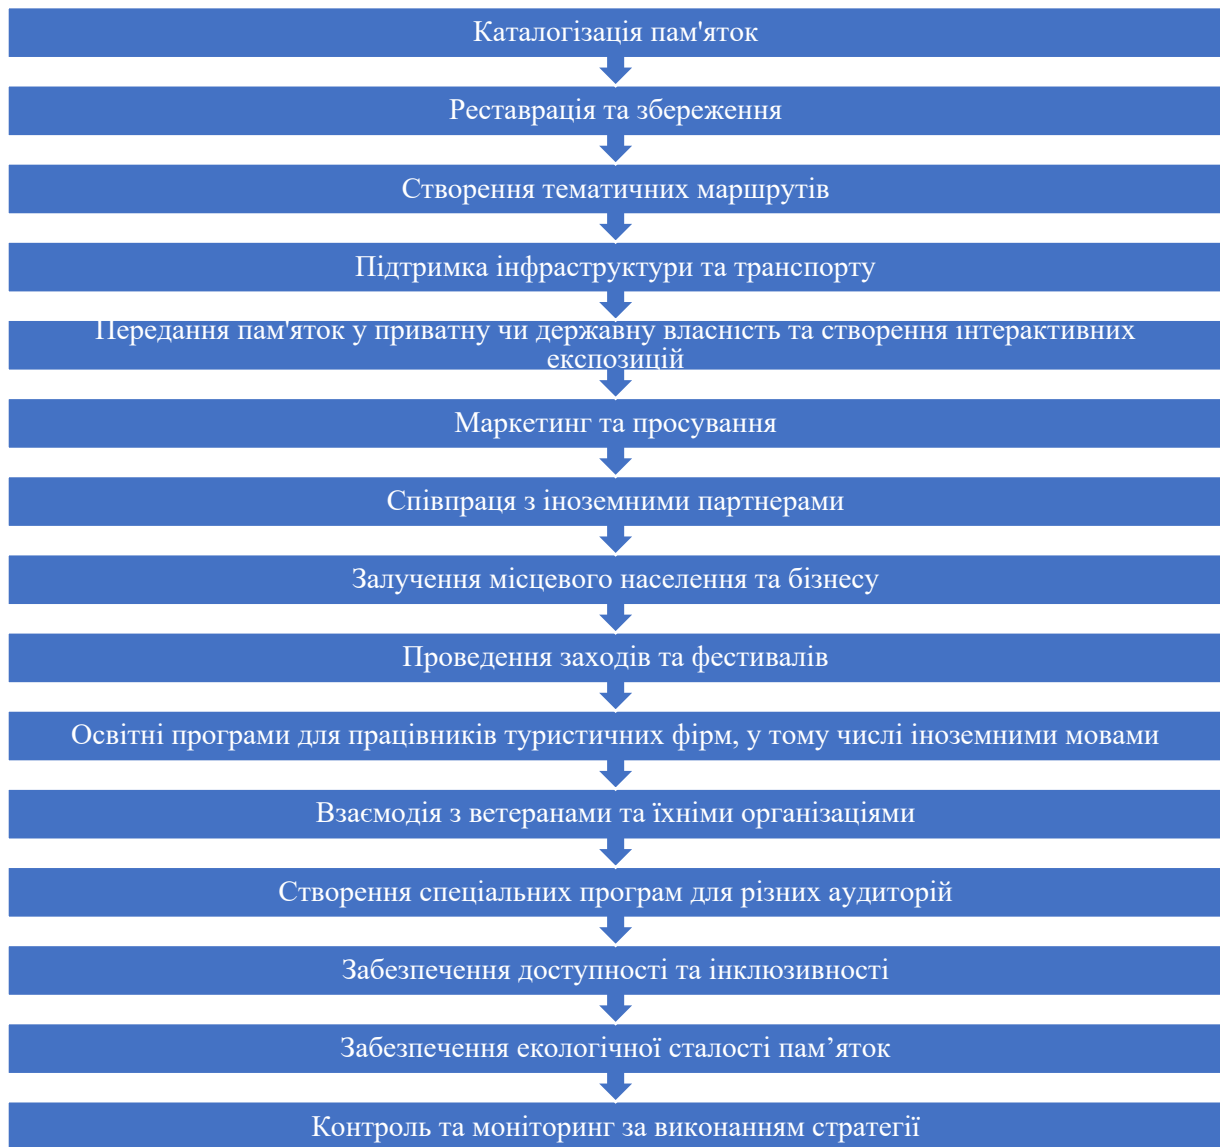 Каталогізація пам'яток
Реставрація та збереження
Створення тематичних маршрутів
Підтримка інфраструктури та транспорту
Передання пам'яток у приватну чи державну власність та створення інтерактивних
експозицій
Маркетинг та просування
Співпраця з іноземними партнерами
Залучення місцевого населення та бізнесу
Проведення заходів та фестивалів
Освітні програми для працівників туристичних фірм, у тому числі іноземними мовами
Взаємодія з ветеранами та їхніми організаціями
Створення спеціальних програм для різних аудиторій
Забезпечення доступності та інклюзивності
Забезпечення екологічної сталості пам’яток
Контроль та моніторинг за виконанням стратегії